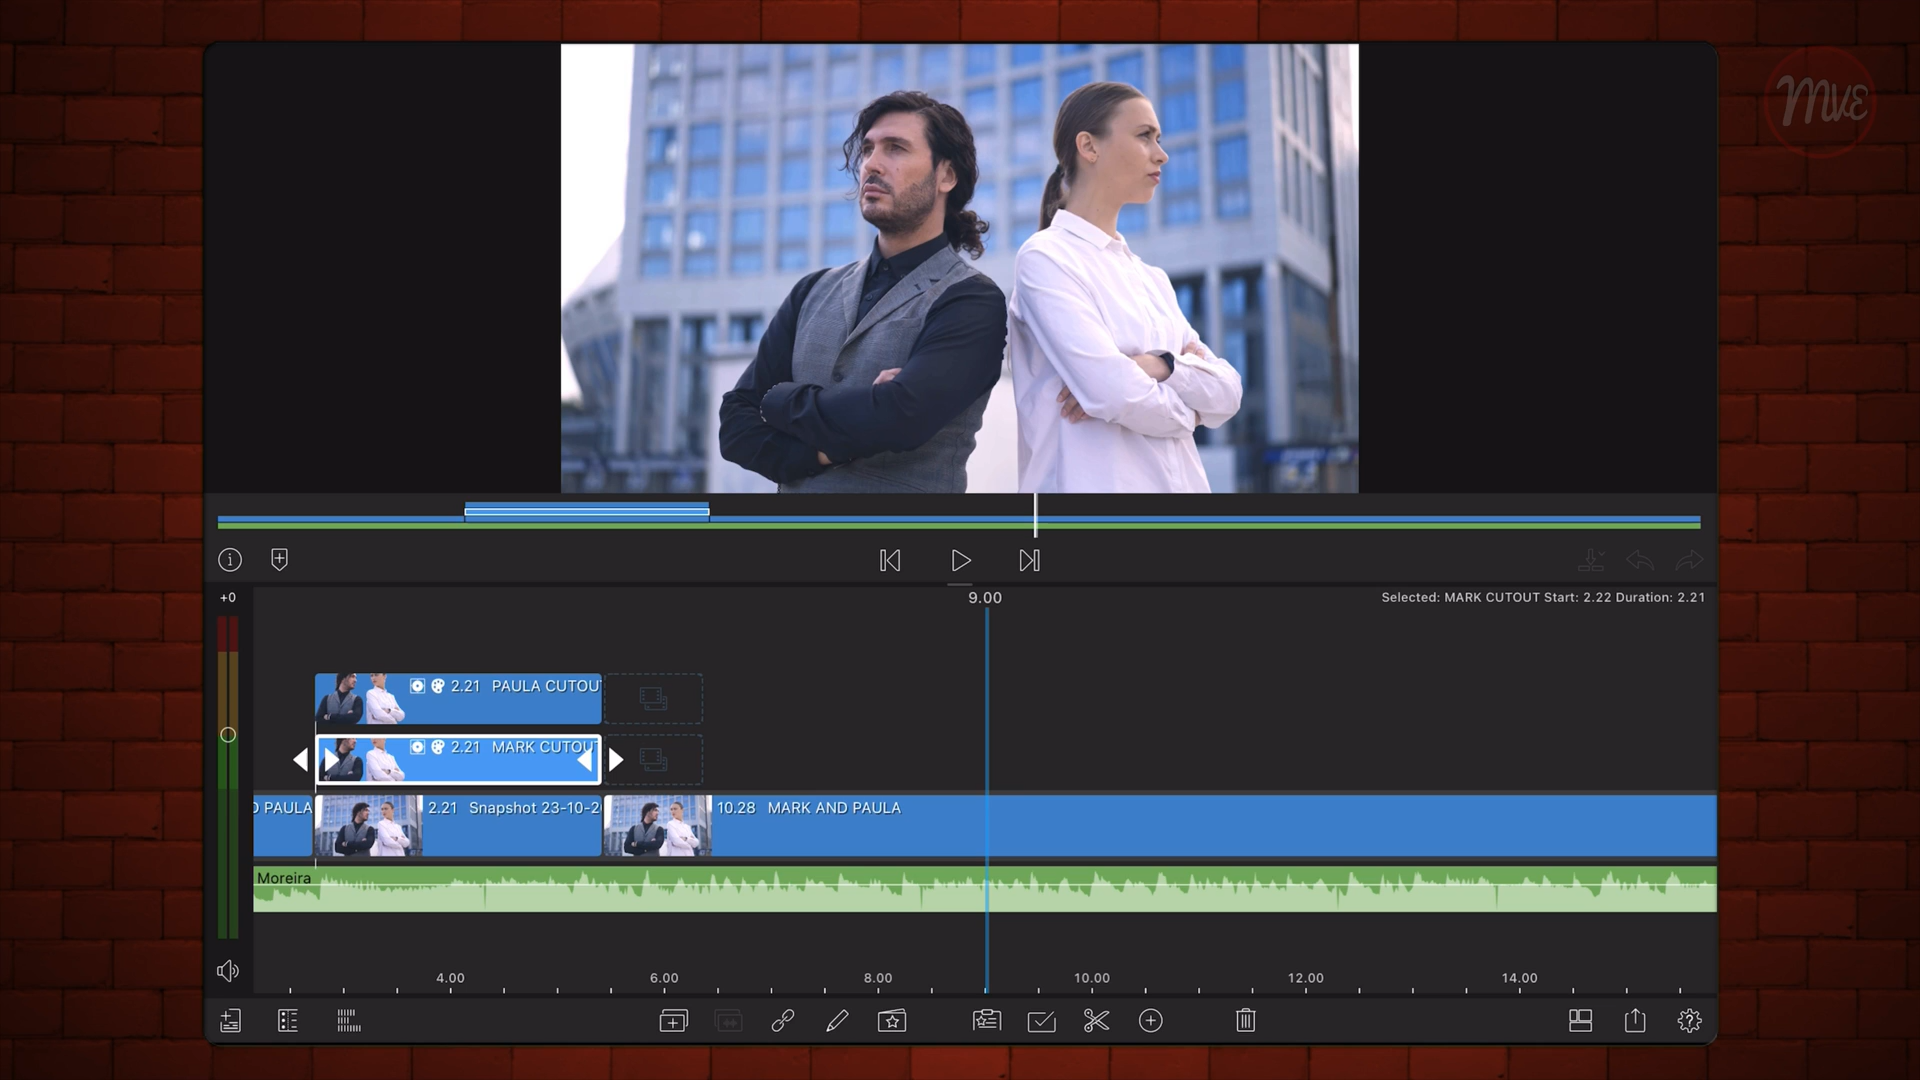 MVE
+0
9.00
Selected: MARK CUTOUT Start: 2.22 Duration: 2.21
2.21 PAULA CUTOUT
2.21 MARK CUTOUT
D PAULA
2.21 Snapshot 23-10-2
10.28 MARK AND PAULA
Moreira
4.00 6.00 8.00 10.00 12.00 14.00